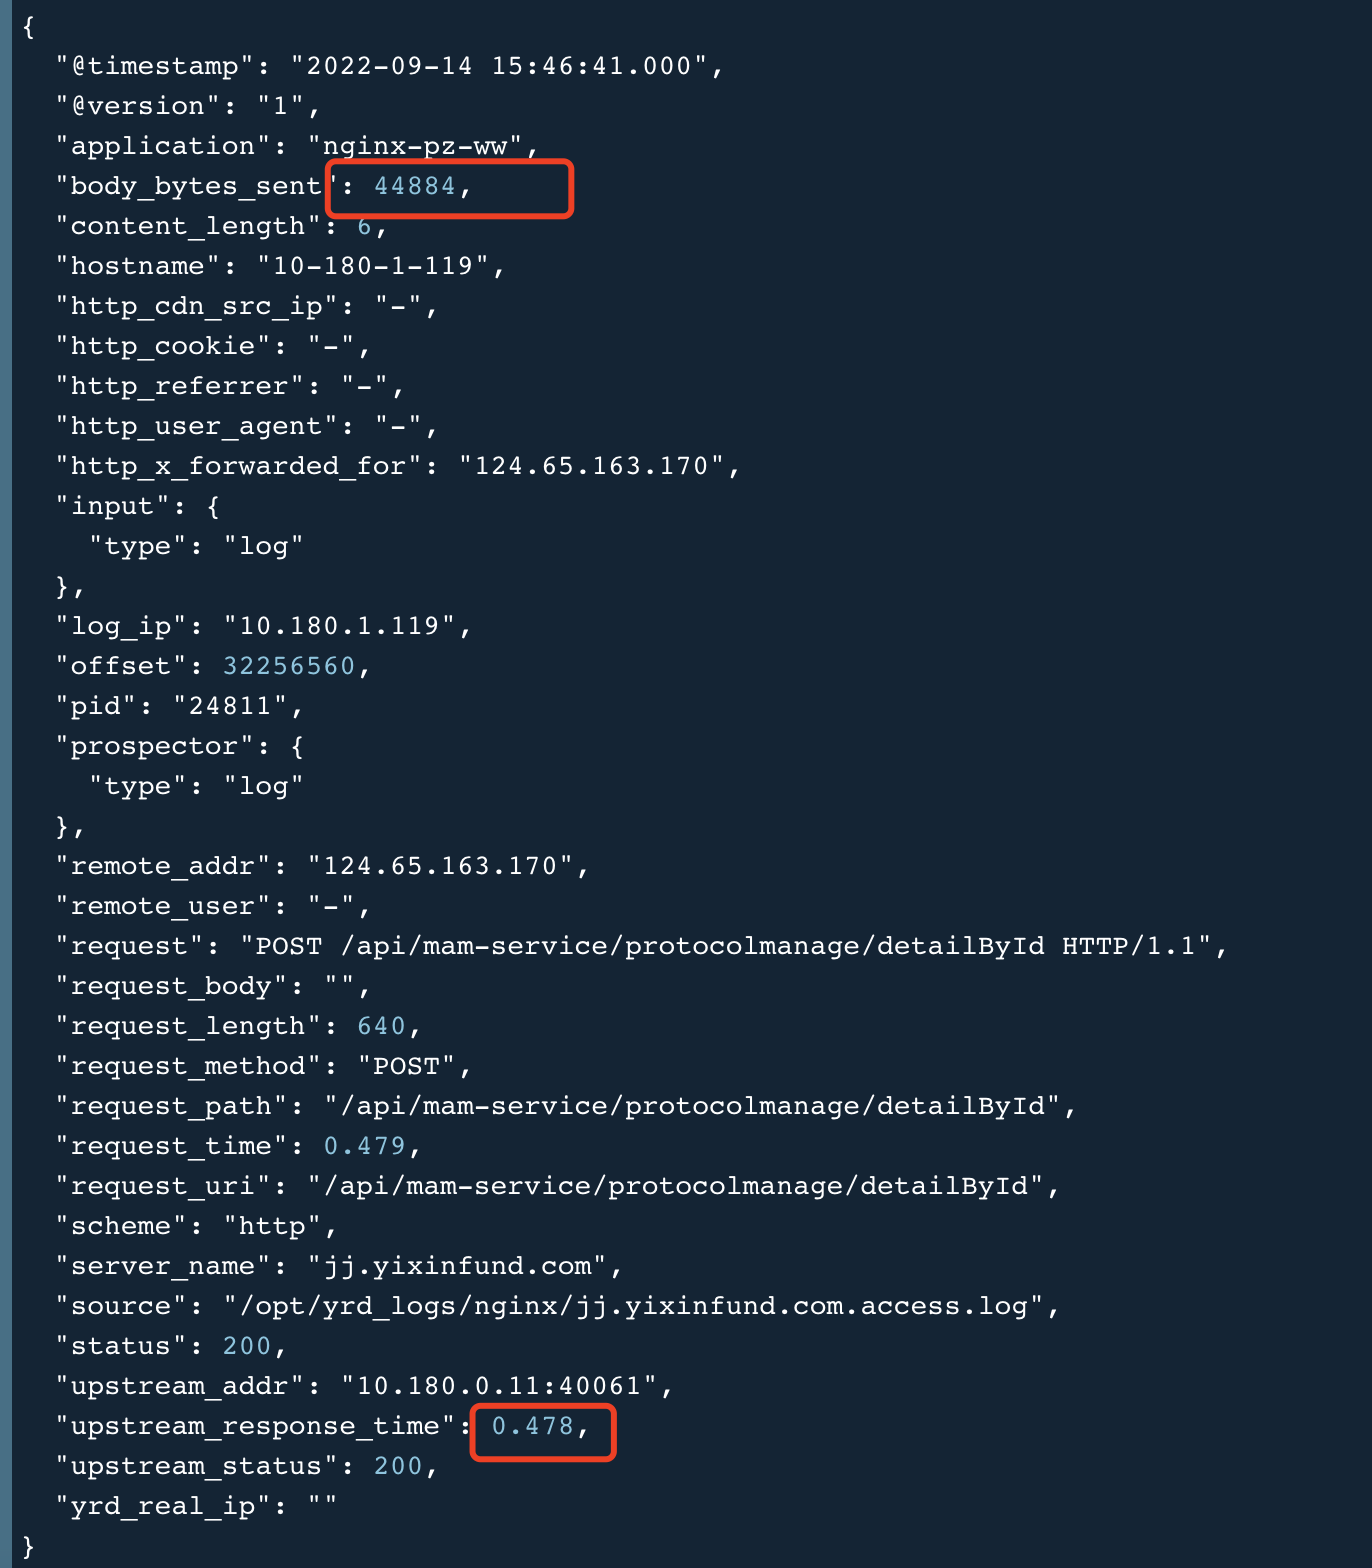 {
"@timestamp": "2022-09-14 15:46:41.000",
"@version": "1",
"application": "nginx-pz-ww",
"body_bytes_sent": 44884,
"content_length": 6,
"hostname": "10-180-1-119",
"http_cdn_src_ip": "-",
"http_cookie": "-",
"http_referrer": "-",
"http_user_agent": "-",
"http_x_forwarded_for": "124.65.163.170",
"input": {
"type": "log"
},
"log_ip": "10.180.1.119",
"offset": 32256560,
"pid": "24811",
"prospector": {
"type": "log"
},
"remote_addr": "124.65.163.170",
"remote_user": "-",
"request": "POST /api/mam-service/protocolmanage/detailById HTTP/1.1",
"request_body": "",
"request_length": 640,
"request_method": "POST",
"request_path": "/api/mam-service/protocolmanage/detailById",
"request_time": 0.479,
"request_uri": "/api/mam-service/protocolmanage/detailById",
"scheme": "http",
"server_name": "jj.yixinfund.com",
"source": "/opt/yrd_logs/nginx/jj.yixinfund.com.access.log",
"status": 200,
"upstream_addr": "10.180.0.11:40061",
"upstream_response_time": 0.478,
"upstream_status": 200,
"yrd_real_ip": ""
}